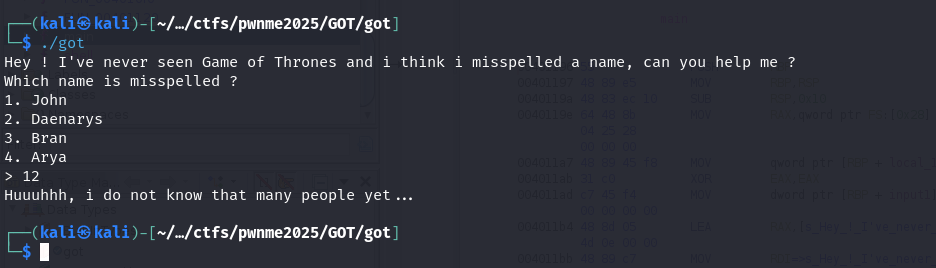 ┌──(kali㉿kali)-[~/…/ctfs/pwnme2025/GOT/got]
└─$ ./got
Hey ! I've never seen Game of Thrones and i think i misspelled a name, can you help me ?
Which name is misspelled ?
1. John
2. Daenarys
3. Bran
4. Arya
> 12
Huuuhhh, i do not know that many people yet...
┌──(kali㉿kali)-[~/…/ctfs/pwnme2025/GOT/got]
└─$